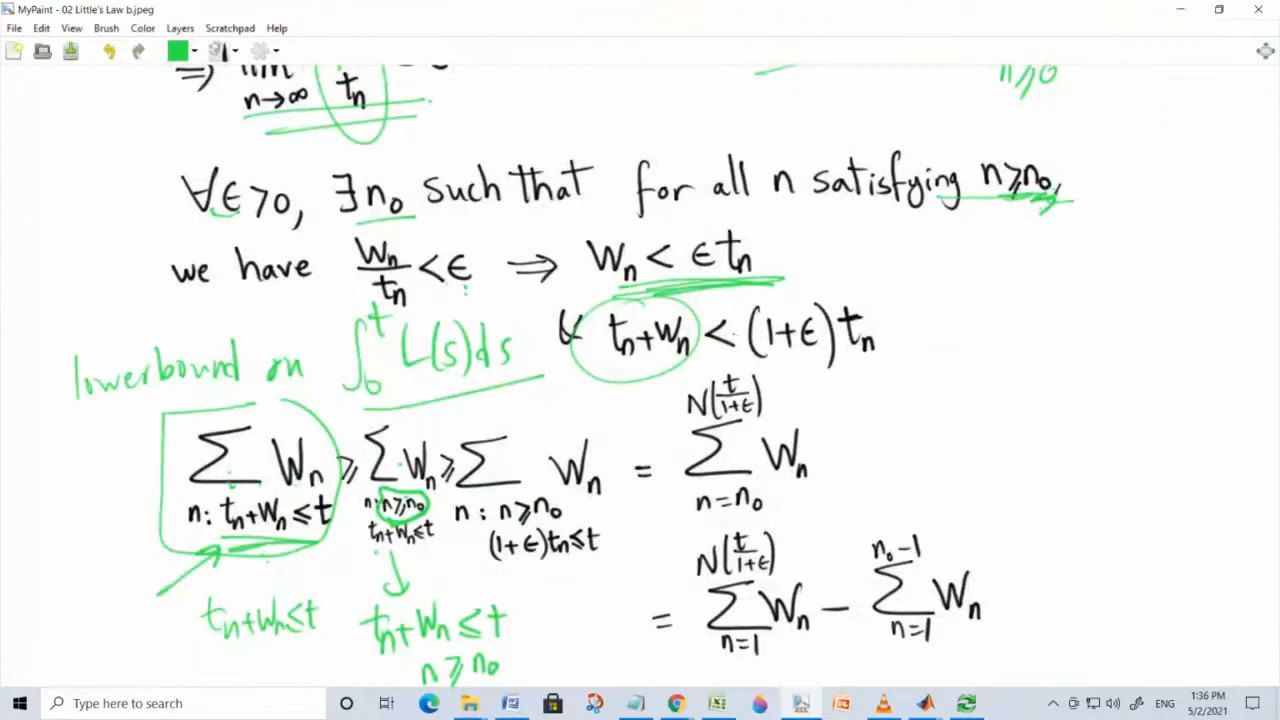 MyPaint - 02 Little's Law b.jpeg
File Edit View Brush Color Layers Scratchpad Help
⇒ lim n→∞ tn
n≥0
∀ϵ>0, ∃n₀ such that for all n satisfying n≥n₀,
we have Wn/tn < ϵ ⇒ Wn < ϵtn
& tn+Wn < (1+ϵ)tn
lowerbound on ∫₀ᵗ L(s)ds
∑ n: tn+Wn≤t Wn ≥ ∑ n: n≥n₀ tn+Wn≤t Wn ≥ ∑ n: n≥n₀ (1+ϵ)tn≤t Wn = ∑ n=n₀ N(t/1+ϵ) Wn
= ∑ n=1 N(t/1+ϵ) Wn − ∑ n=1 n₀-1 Wn
tn+Wn≤t
tn+Wn≤t
n≥n₀
Type here to search
ENG
1:36 PM
5/2/2021